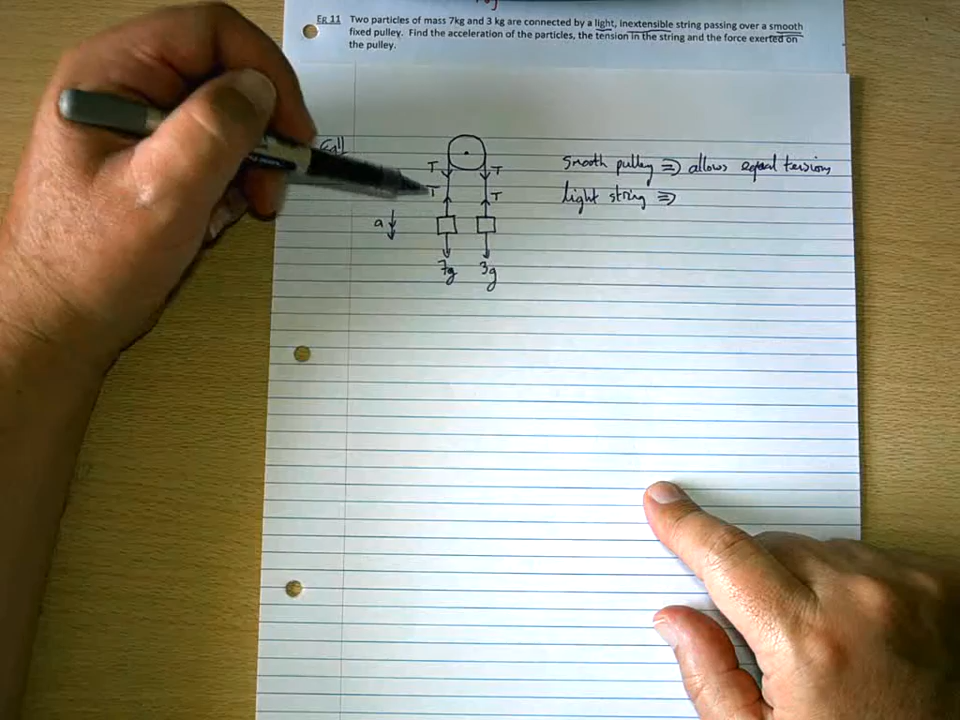 Eg 11 Two particles of mass 7kg and 3 kg are connected by a light, inextensible string passing over a smooth
fixed pulley. Find the acceleration of the particles, the tension in the string and the force exerted on
the pulley.
Eg11
Smooth pulley ⇒ allows equal tensions
light string ⇒
T T
T T
a
7g 3g